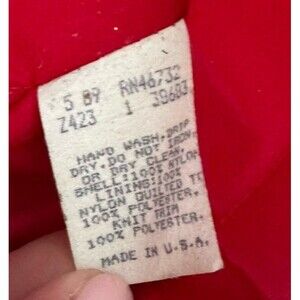 5 89 RN46732
Z423 1 39683
HAND WASH, DRIP
DRY. DO NOT IRON,
OR DRY CLEAN.
SHELL:100% NYLON
LINING:100%
NYLON QUILTED TO
100% POLYESTER.
KNIT TRIM
100% POLYESTER.
MADE IN U.S.A.